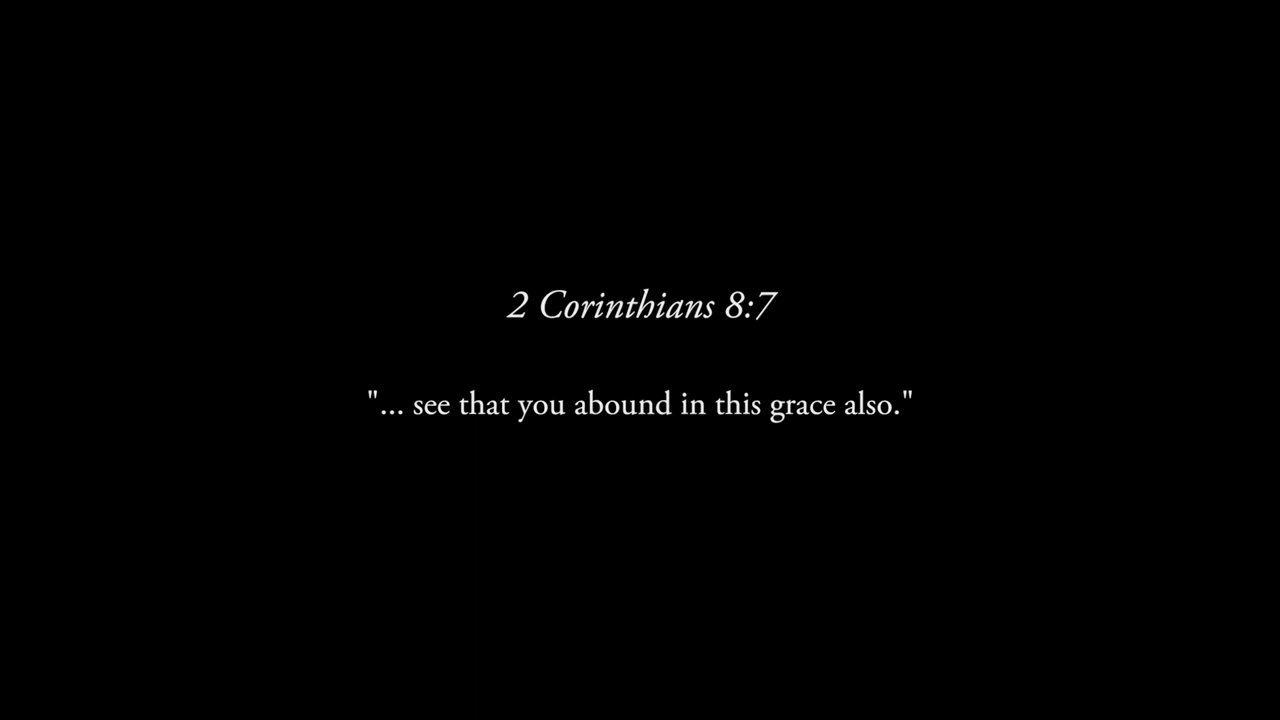 2 Corinthians 8:7
"... see that you abound in this grace also."